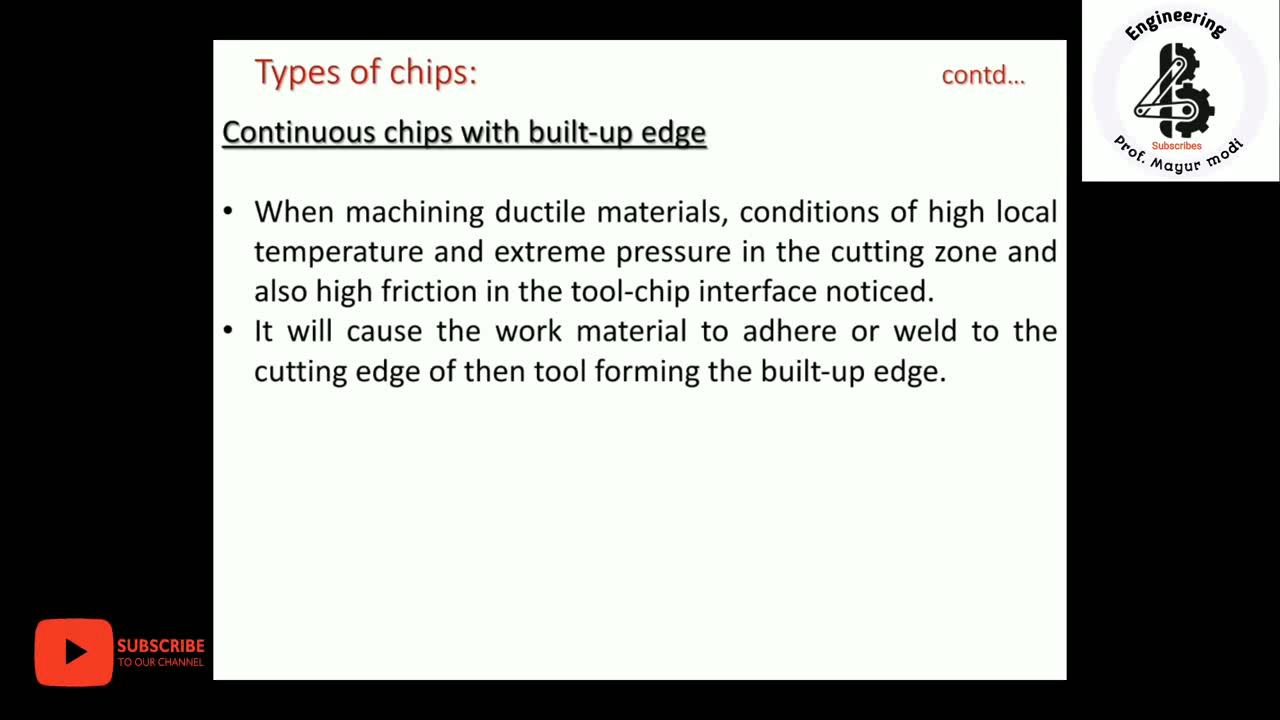 Engineering
Types of chips:
contd...
Subscribes
Prof. Mayur modi
Continuous chips with built-up edge
• When machining ductile materials, conditions of high local
temperature and extreme pressure in the cutting zone and
also high friction in the tool-chip interface noticed.
• It will cause the work material to adhere or weld to the
cutting edge of then tool forming the built-up edge.
SUBSCRIBE
TO OUR CHANNEL